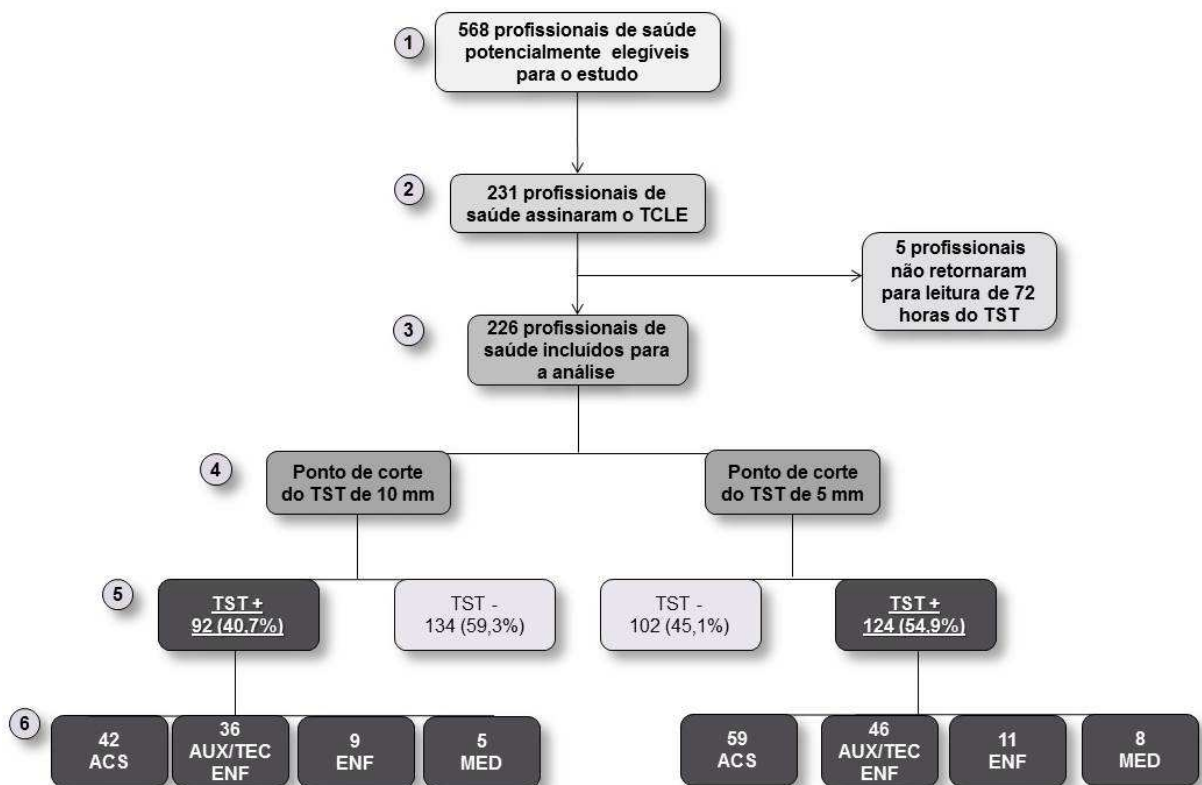 1
568 profissionais de saúde
potencialmente elegíveis
para o estudo
2
231 profissionais de
saúde assinaram o TCLE
5 profissionais
não retornaram
para leitura de 72
horas do TST
3
226 profissionais de
saúde incluídos para
a análise
4
Ponto de corte
do TST de 10 mm
Ponto de corte
do TST de 5 mm
5
TST +
92 (40,7%)
TST -
134 (59,3%)
TST -
102 (45,1%)
TST +
124 (54,9%)
6
42
ACS
36
AUX/TEC
ENF
9
ENF
5
MED
59
ACS
46
AUX/TEC
ENF
11
ENF
8
MED